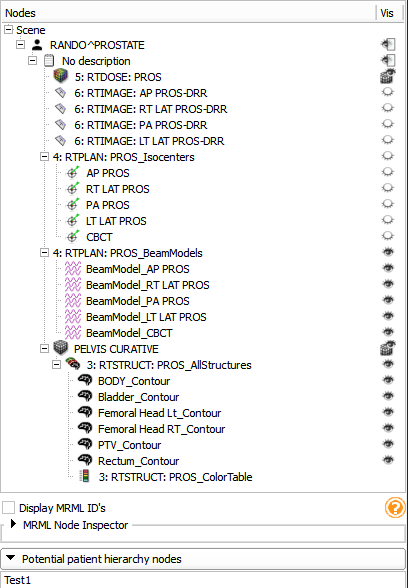 Nodes Vis
Scene
RANDO^PROSTATE
No description
5: RTDOSE: PROS
6: RTIMAGE: AP PROS-DRR
6: RTIMAGE: RT LAT PROS-DRR
6: RTIMAGE: PA PROS-DRR
6: RTIMAGE: LT LAT PROS-DRR
4: RTPLAN: PROS_Isocenters
AP PROS
RT LAT PROS
PA PROS
LT LAT PROS
CBCT
4: RTPLAN: PROS_BeamModels
BeamModel_AP PROS
BeamModel_RT LAT PROS
BeamModel_PA PROS
BeamModel_LT LAT PROS
BeamModel_CBCT
PELVIS CURATIVE
3: RTSTRUCT: PROS_AllStructures
BODY_Contour
Bladder_Contour
Femoral Head Lt_Contour
Femoral Head RT_Contour
PTV_Contour
Rectum_Contour
3: RTSTRUCT: PROS_ColorTable
Display MRML ID's ?
MRML Node Inspector
Potential patient hierarchy nodes
Test1